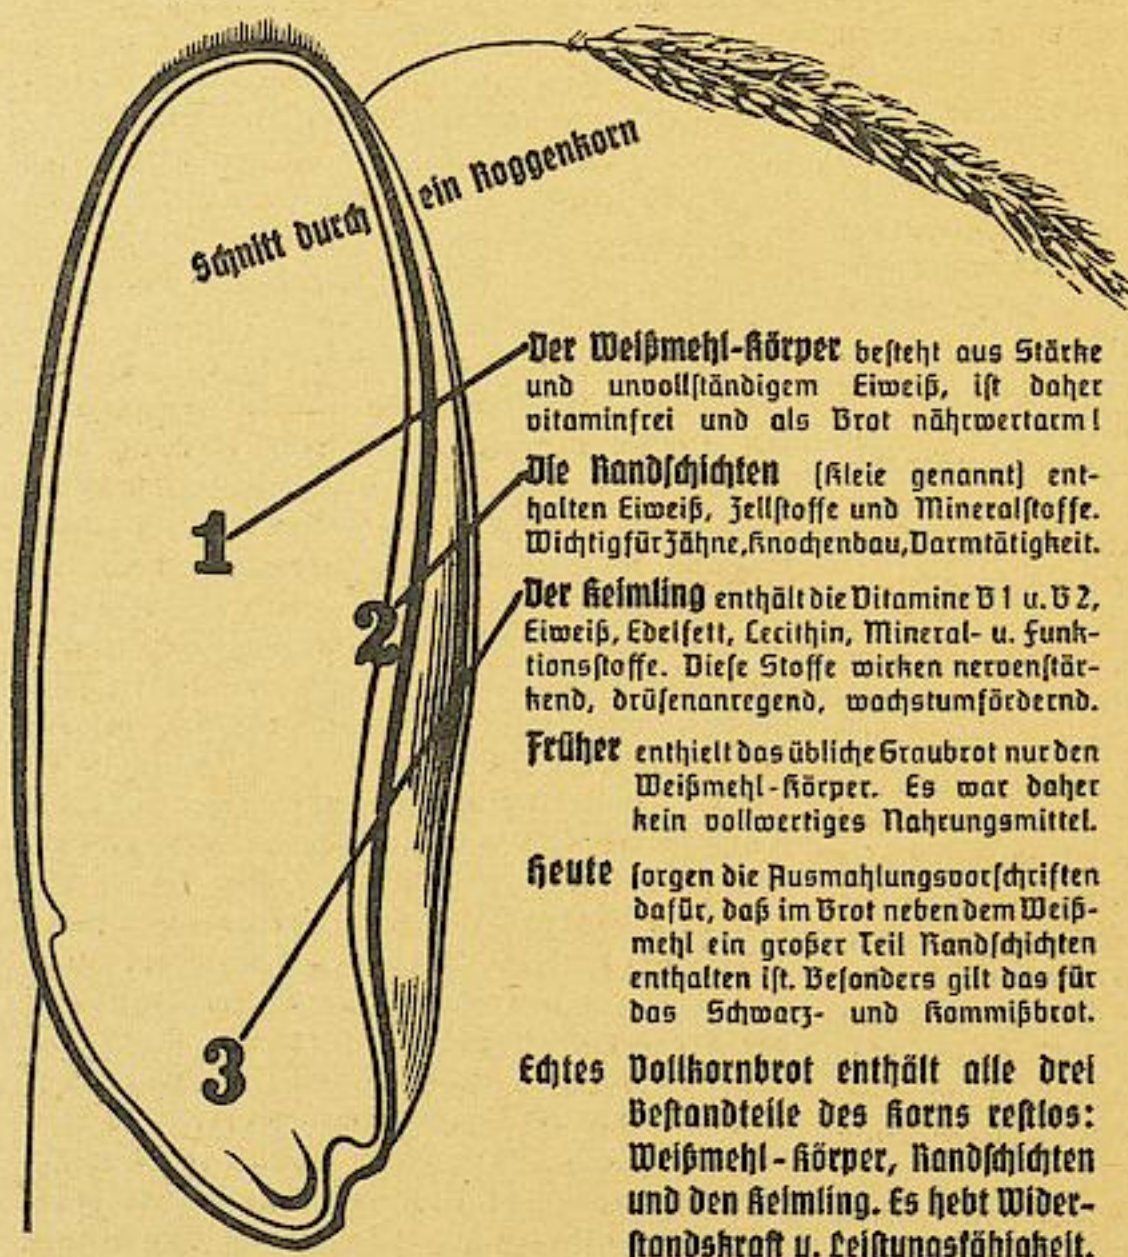 Schnitt durch ein Roggenkorn
Der Weißmehl-Körper besteht aus Stärke
und unvollständigem Eiweiß, ist daher
vitaminfrei und als Brot nährwertarm!
1
Die Randschichten (Kleie genannt) ent-
halten Eiweiß, Zellstoffe und Mineralstoffe.
Wichtig für Zähne, Knochenbau, Darmtätigkeit.
2
Der Keimling enthält die Vitamine B 1 u. B 2,
Eiweiß, Edelfett, Lecithin, Mineral- u. Funk-
tionsstoffe. Diese Stoffe wirken nervenstär-
kend, drüsenanregend, wachstumfördernd.
Früher enthielt das übliche Graubrot nur den
Weißmehl-Körper. Es war daher
kein vollwertiges Nahrungsmittel.
Heute sorgen die Ausmahlungsvorschriften
dafür, daß im Brot neben dem Weiß-
mehl ein großer Teil Randschichten
enthalten ist. Besonders gilt das für
das Schwarz- und Kommißbrot.
3
Echtes Vollkornbrot enthält alle drei
Bestandteile des Korns restlos:
Weißmehl-Körper, Randschichten
und den Keimling. Es hebt Wider-
standskraft u. Leistungsfähigkeit.